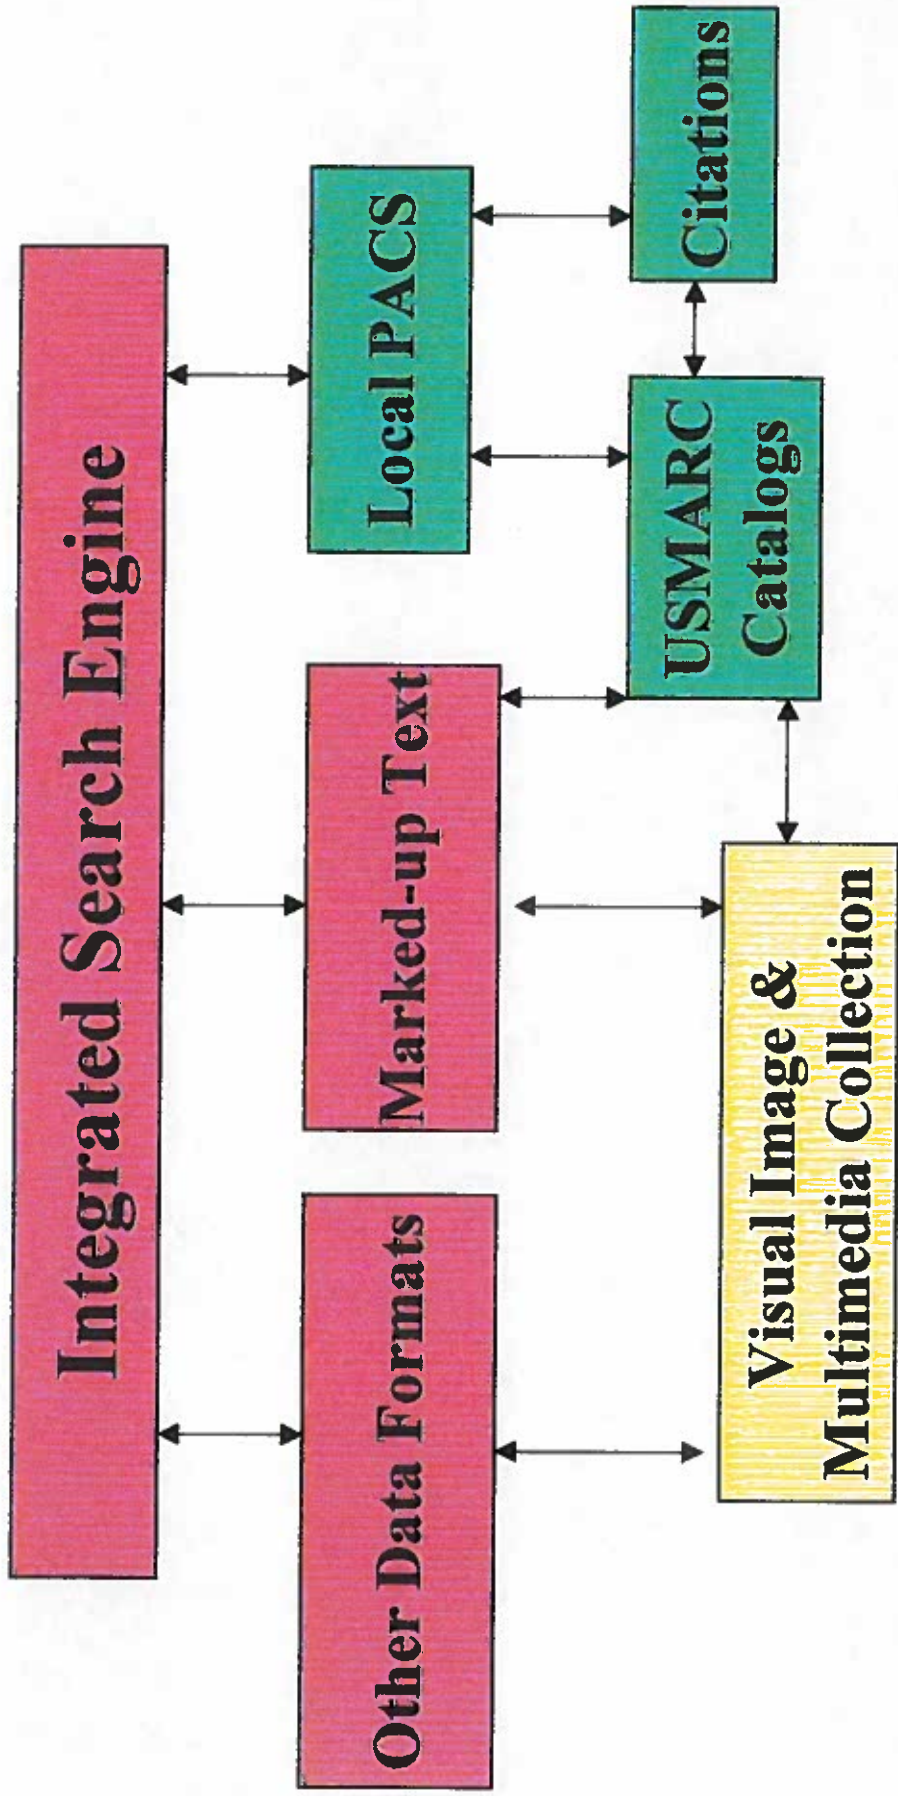 Integrated Search Engine
Other Data Formats
Marked-up Text
Local PACS
Visual Image &
Multimedia Collection
USMARC
Catalogs
Citations